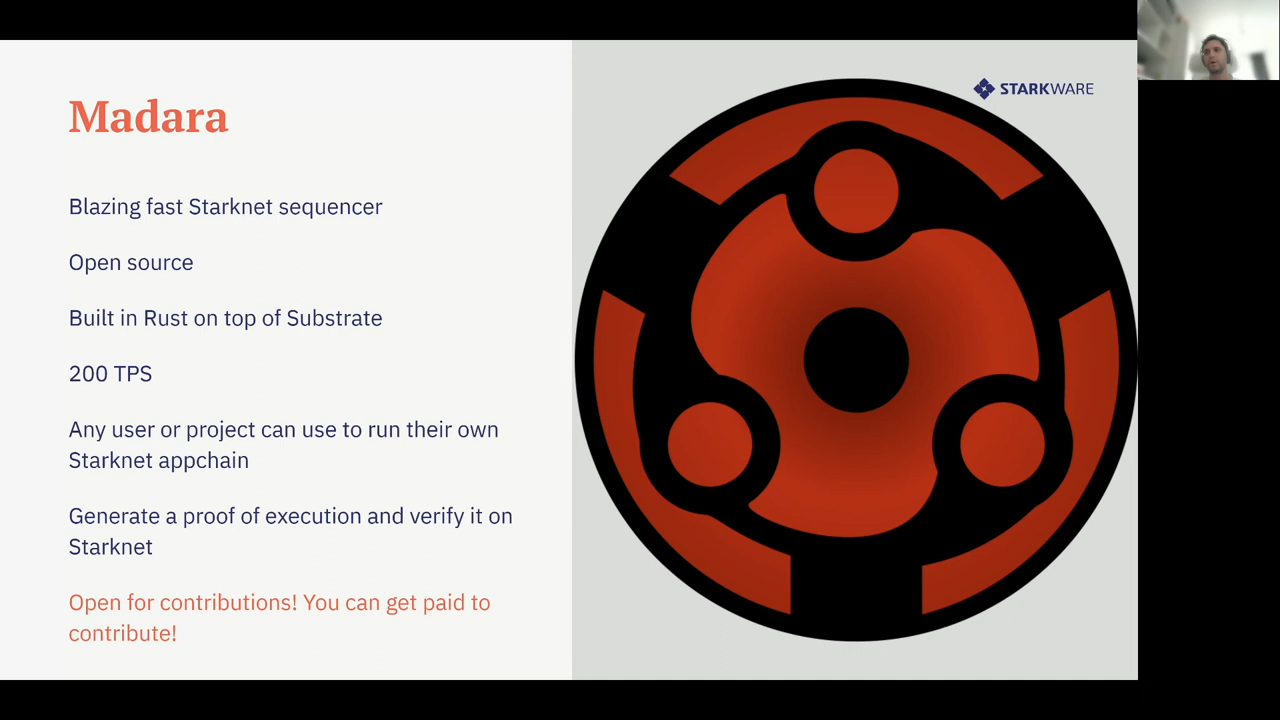 STARKWARE
Madara
Blazing fast Starknet sequencer
Open source
Built in Rust on top of Substrate
200 TPS
Any user or project can use to run their own
Starknet appchain
Generate a proof of execution and verify it on
Starknet
Open for contributions! You can get paid to
contribute!